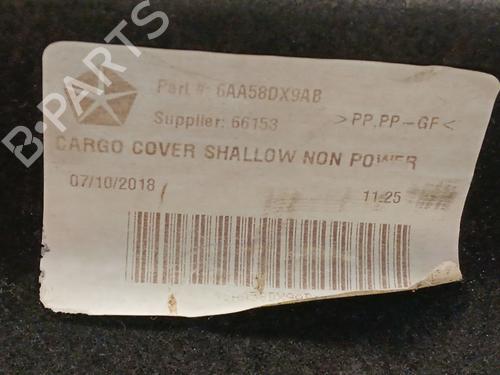 Part #: 6AA58DX9AB
Supplier: 66153 >PP.PP-GF<
CARGO COVER SHALLOW NON POWER
07/10/2018 11:25
B-PARTS